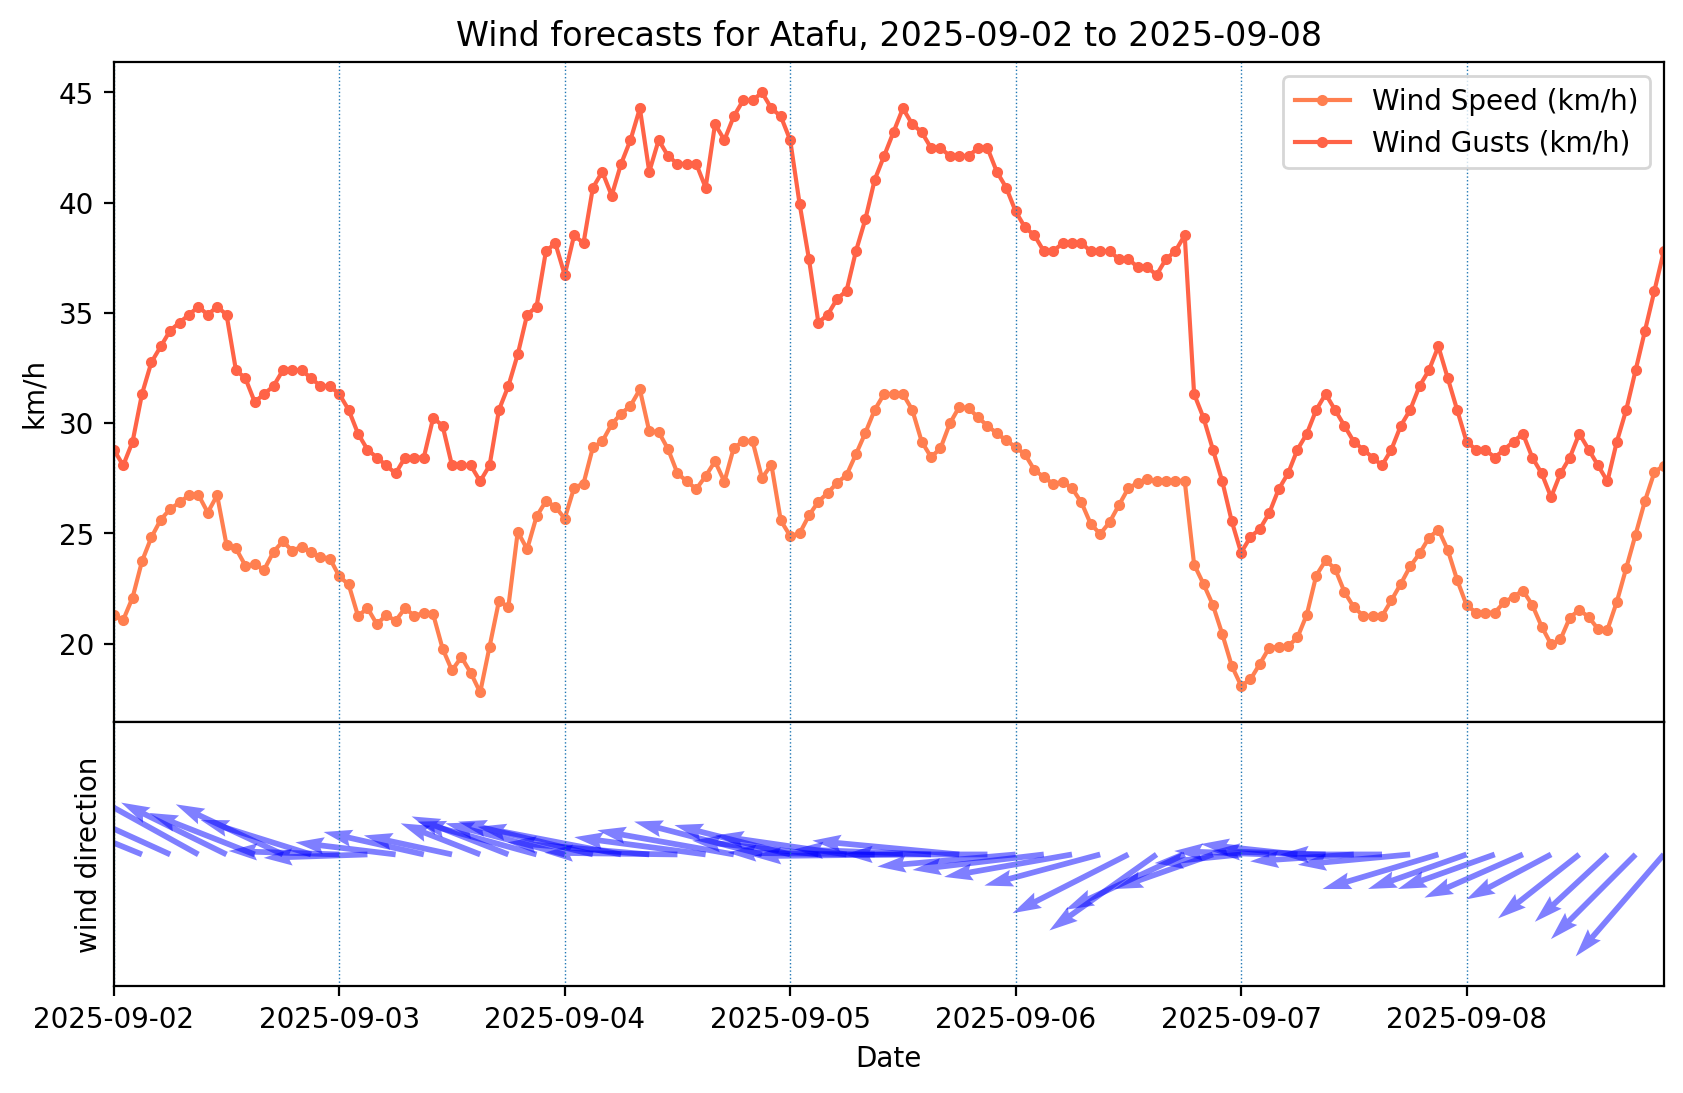 Wind forecasts for Atafu, 2025-09-02 to 2025-09-08
Wind Speed (km/h)
Wind Gusts (km/h)
45
40
35
30
25
20
km/h
wind direction
2025-09-02
2025-09-03
2025-09-04
2025-09-05
2025-09-06
2025-09-07
2025-09-08
Date